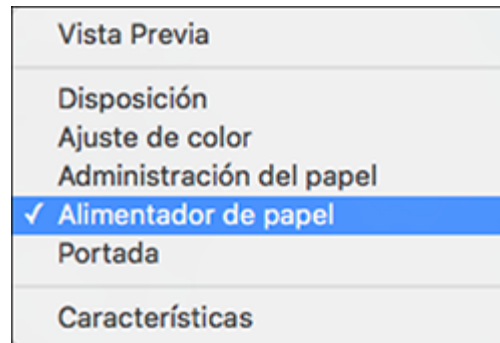 Vista Previa
Disposición
Ajuste de color
Administración del papel
✓ Alimentador de papel
Portada
Características